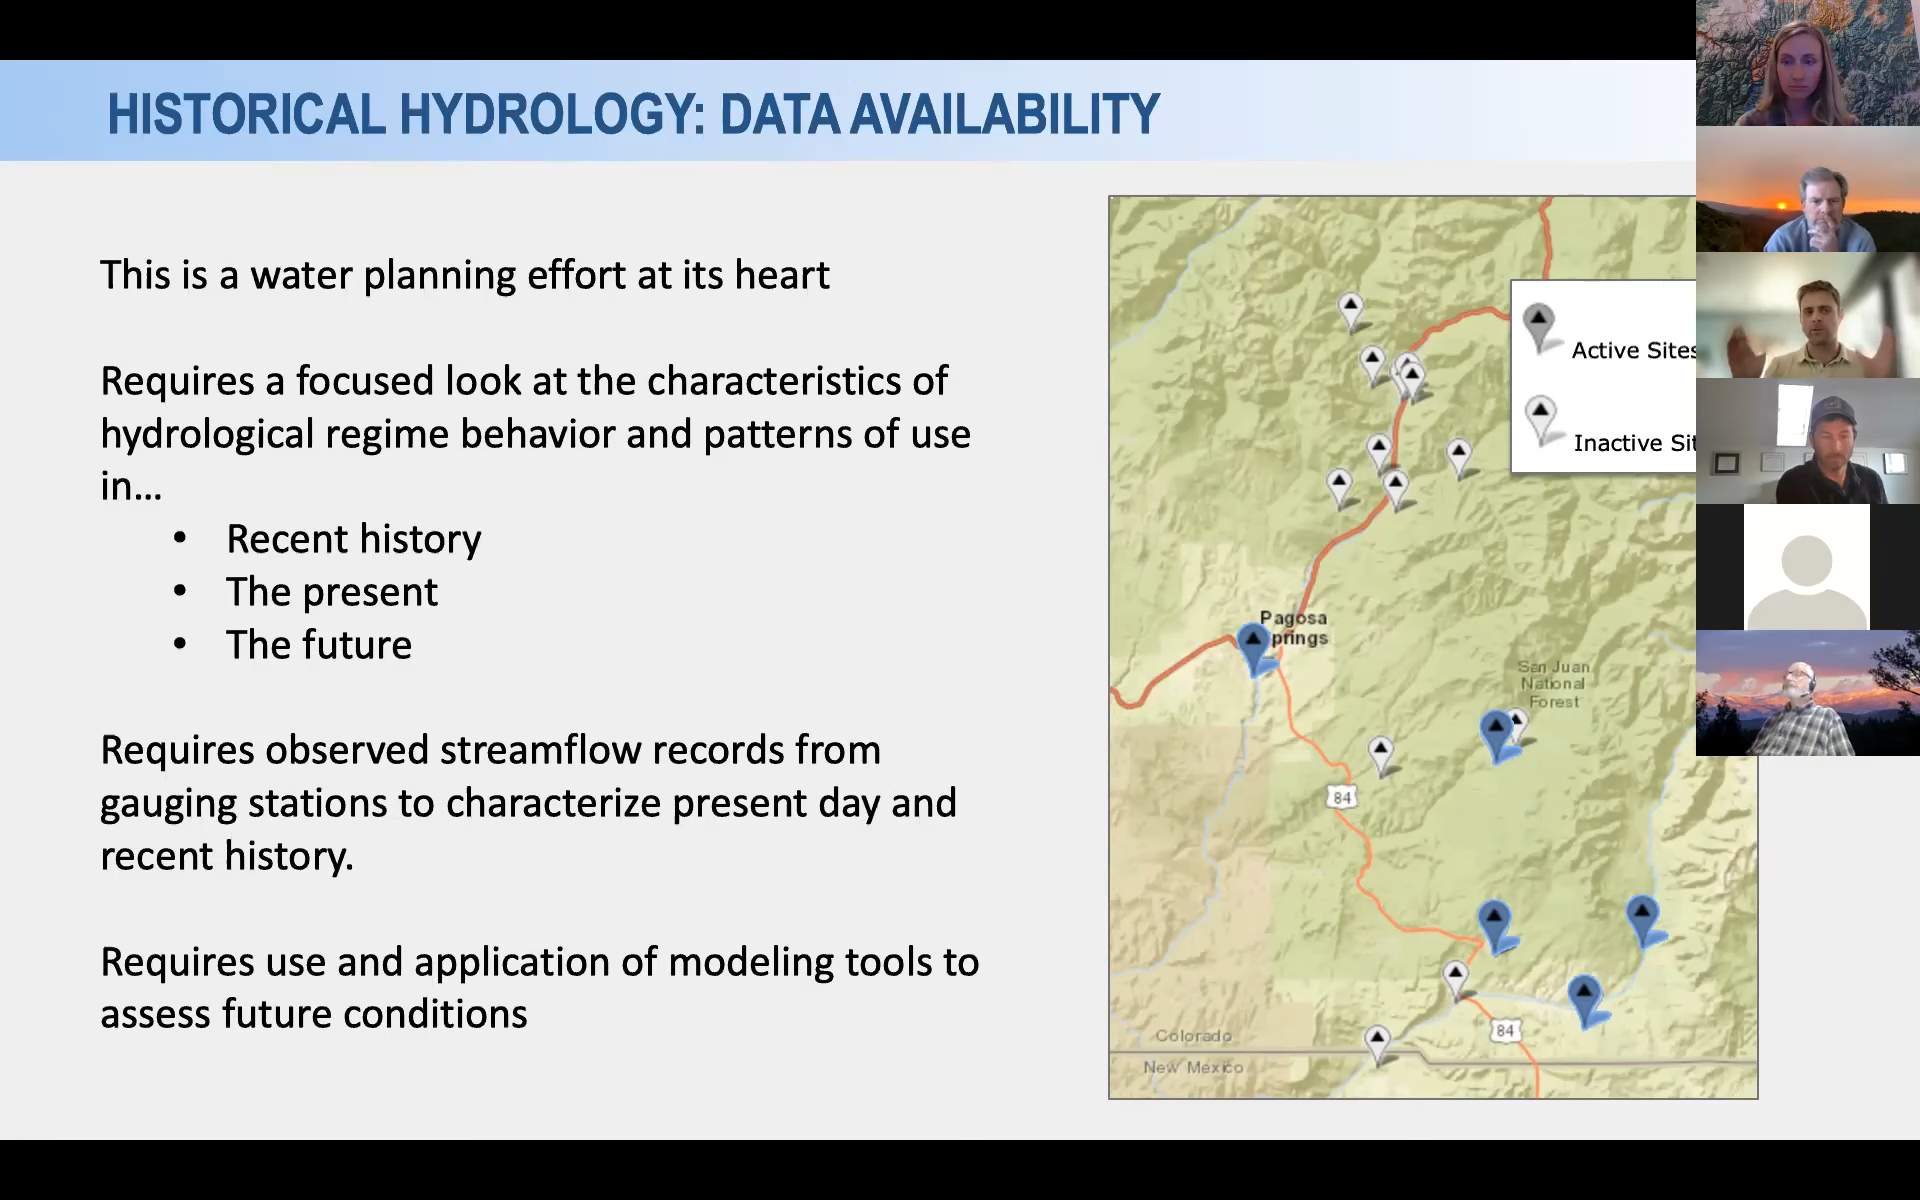 HISTORICAL HYDROLOGY: DATA AVAILABILITY
This is a water planning effort at its heart
Requires a focused look at the characteristics of
hydrological regime behavior and patterns of use
in...
• Recent history
• The present
• The future
Requires observed streamflow records from
gauging stations to characterize present day and
recent history.
Requires use and application of modeling tools to
assess future conditions
Active Sites
Inactive Sit
Pagosa
prings
San Juan
National
Forest
84
84
Colorado
New Mexico